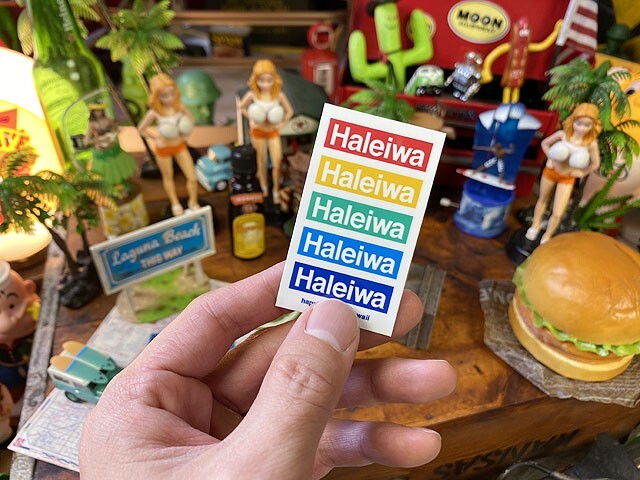 MOON
Haleiwa
Haleiwa
Haleiwa
Haleiwa
Haleiwa
Laguna Beach
THIS WAY